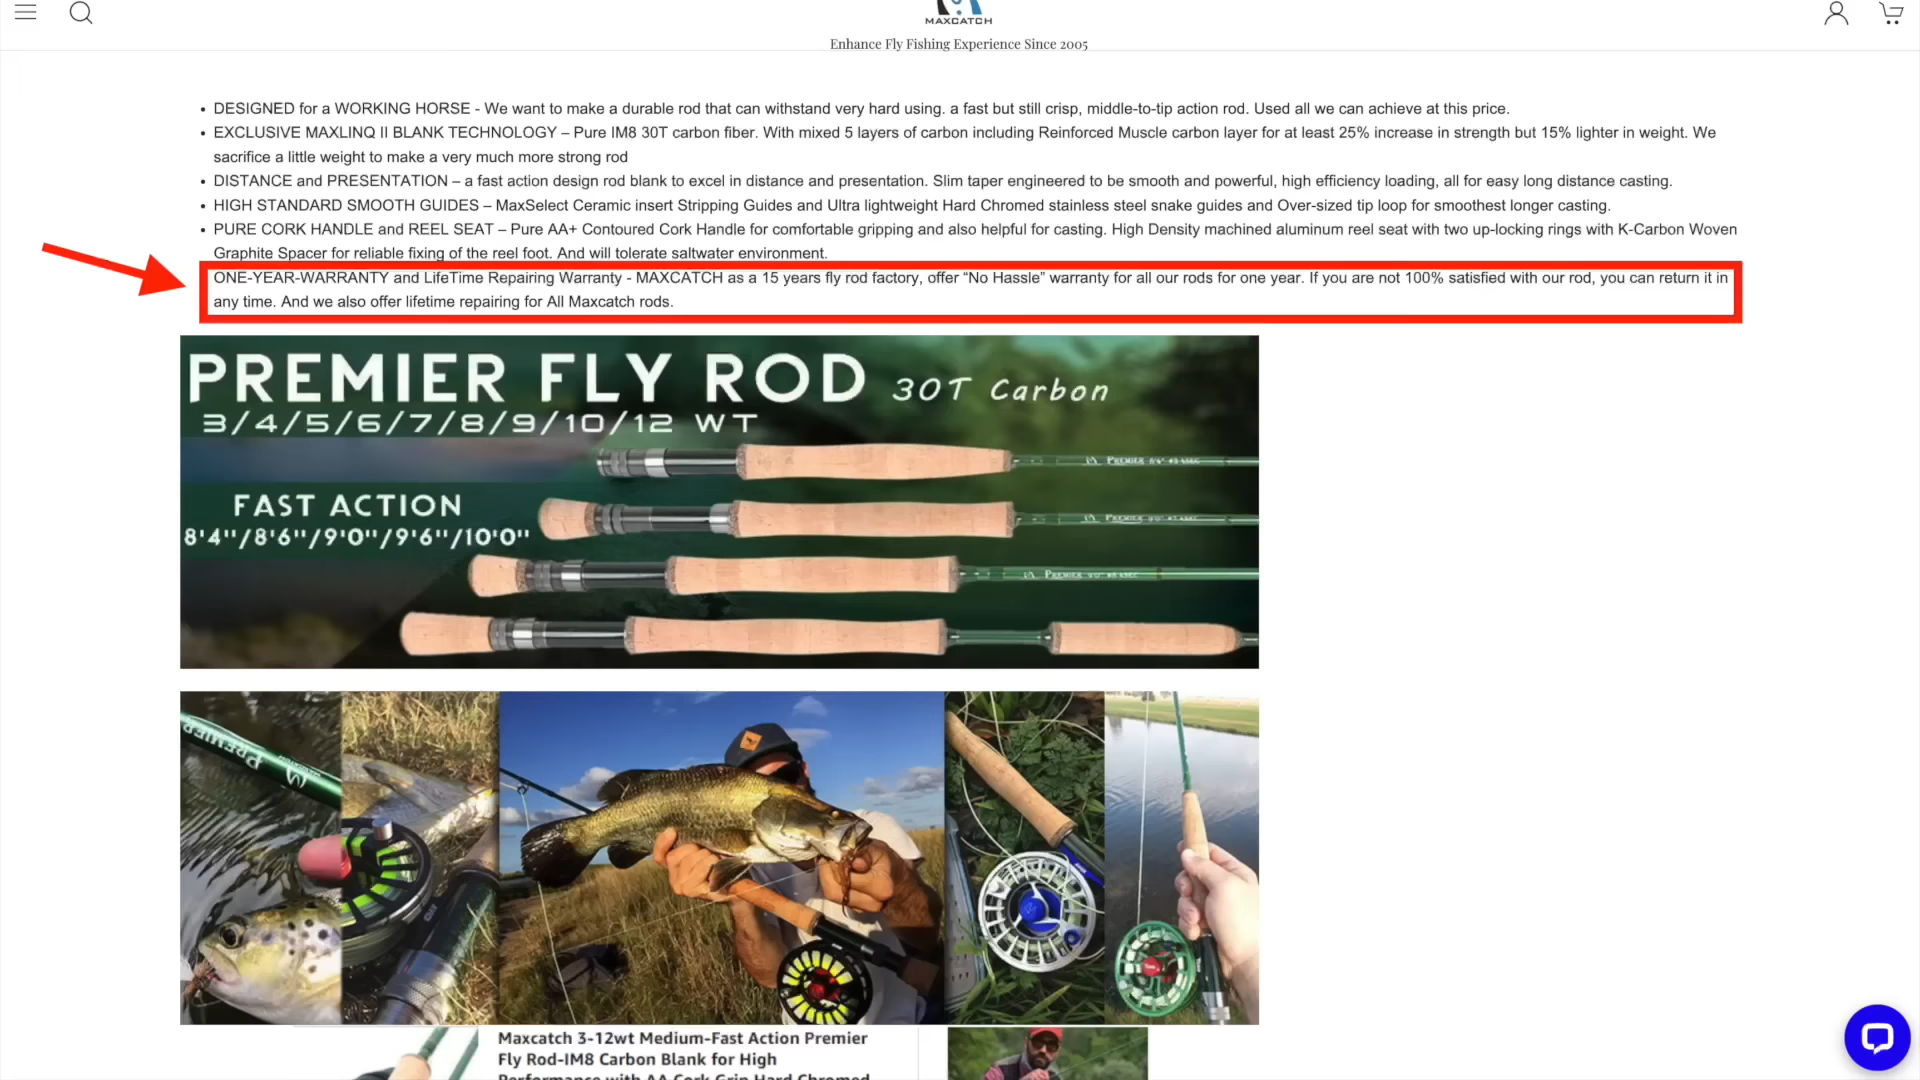 MAXCATCH
Enhance Fly Fishing Experience Since 2005
DESIGNED for a WORKING HORSE - We want to make a durable rod that can withstand very hard using. a fast but still crisp, middle-to-tip action rod. Used all we can achieve at this price.
EXCLUSIVE MAXLINQ II BLANK TECHNOLOGY – Pure IM8 30T carbon fiber. With mixed 5 layers of carbon including Reinforced Muscle carbon layer for at least 25% increase in strength but 15% lighter in weight. We
sacrifice a little weight to make a very much more strong rod
DISTANCE and PRESENTATION – a fast action design rod blank to excel in distance and presentation. Slim taper engineered to be smooth and powerful, high efficiency loading, all for easy long distance casting.
HIGH STANDARD SMOOTH GUIDES – MaxSelect Ceramic insert Stripping Guides and Ultra lightweight Hard Chromed stainless steel snake guides and Over-sized tip loop for smoothest longer casting.
PURE CORK HANDLE and REEL SEAT – Pure AA+ Contoured Cork Handle for comfortable gripping and also helpful for casting. High Density machined aluminum reel seat with two up-locking rings with K-Carbon Woven
Graphite Spacer for reliable fixing of the reel foot. And will tolerate saltwater environment.
ONE-YEAR-WARRANTY and LifeTime Repairing Warranty - MAXCATCH as a 15 years fly rod factory, offer “No Hassle” warranty for all our rods for one year. If you are not 100% satisfied with our rod, you can return it in
any time. And we also offer lifetime repairing for All Maxcatch rods.
PREMIER FLY ROD 30T Carbon
3/4/5/6/7/8/9/10/12 WT
FAST ACTION
8'4"/8'6"/9'0"/9'6"/10'0"
PREMIER
PREMIER
PREMIER
PREMIER
Maxcatch 3-12wt Medium-Fast Action Premier
Fly Rod-IM8 Carbon Blank for High
Performance with AA Cork Grip Hard Chromed